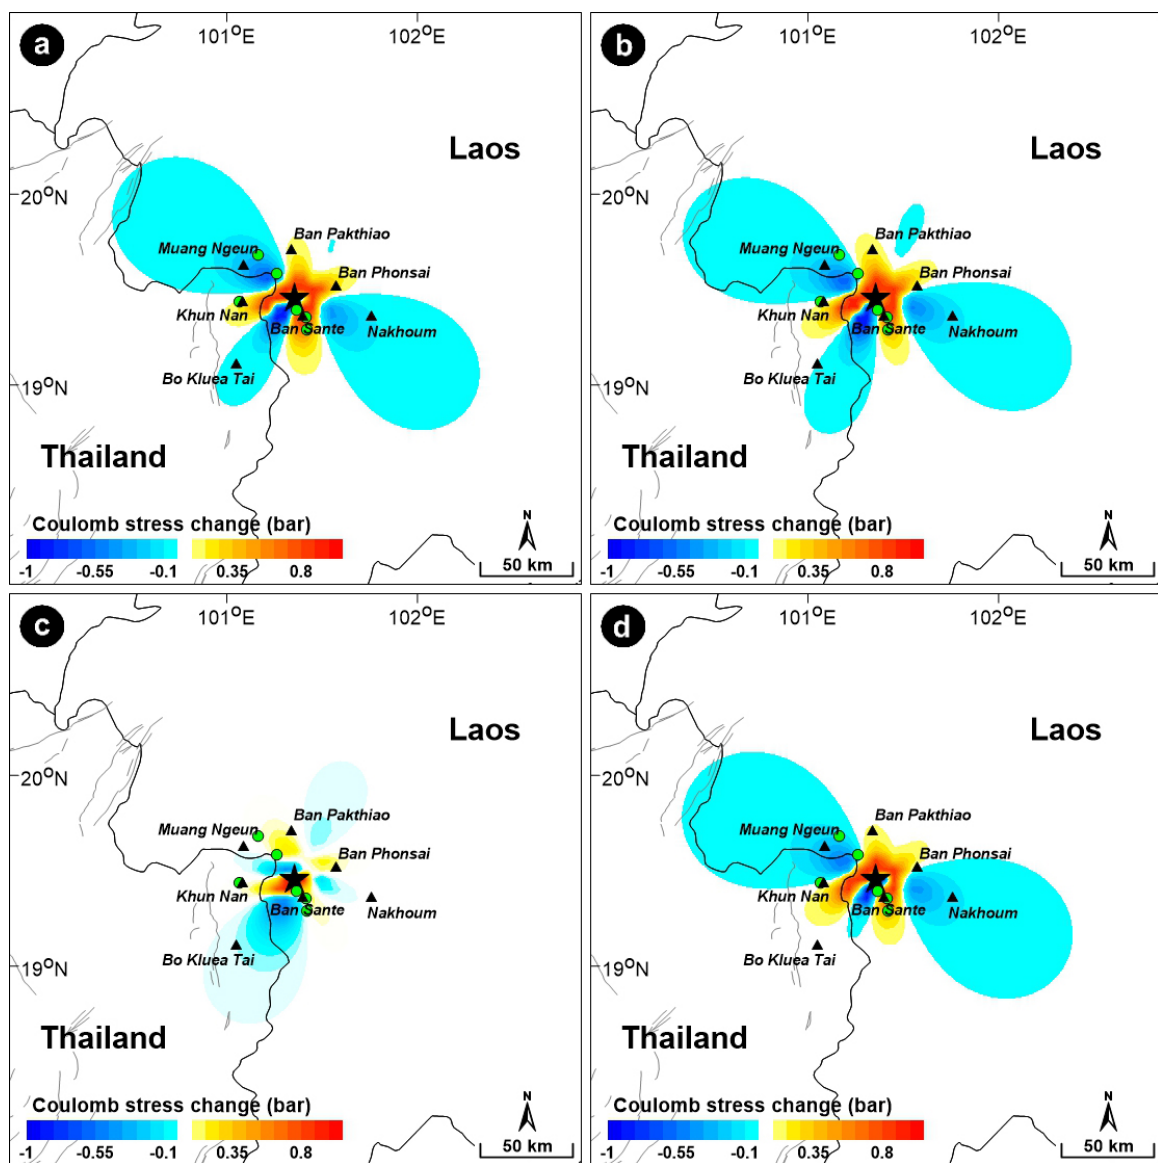 a
101°E 102°E
Laos
20°N
Ban Pakthiao
Muang Ngeun
Ban Phonsai
Khun Nan
Ban Sante
Nakhoum
Bo Kluea Tai
19°N
Thailand
Coulomb stress change (bar)
-1 -0.55 -0.1 0.35 0.8
N
50 km
b
101°E 102°E
Laos
20°N
Ban Pakthiao
Muang Ngeun
Ban Phonsai
Khun Nan
Ban Sante
Nakhoum
Bo Kluea Tai
19°N
Thailand
Coulomb stress change (bar)
-1 -0.55 -0.1 0.35 0.8
N
50 km
c
101°E 102°E
Laos
20°N
Ban Pakthiao
Muang Ngeun
Ban Phonsai
Khun Nan
Ban Sante
Nakhoum
Bo Kluea Tai
19°N
Thailand
Coulomb stress change (bar)
-1 -0.55 -0.1 0.35 0.8
N
50 km
d
101°E 102°E
Laos
20°N
Ban Pakthiao
Muang Ngeun
Ban Phonsai
Khun Nan
Ban Sante
Nakhoum
Bo Kluea Tai
19°N
Thailand
Coulomb stress change (bar)
-1 -0.55 -0.1 0.35 0.8
N
50 km